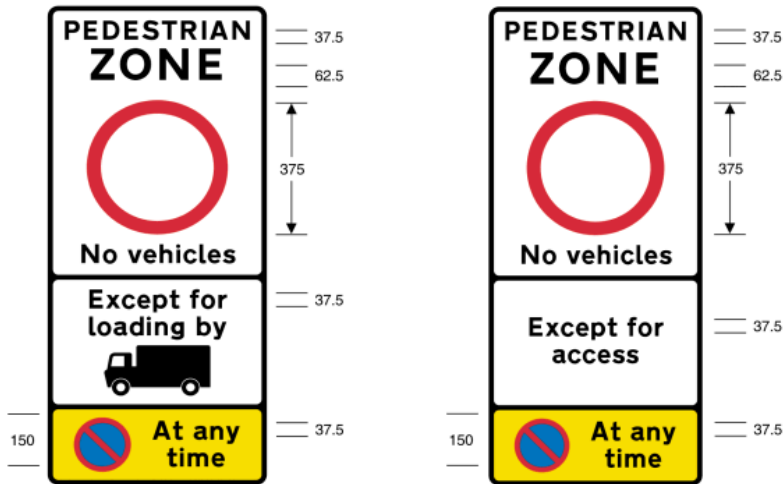 PEDESTRIAN
ZONE
37.5
62.5
375
No vehicles
Except for
loading by
37.5
At any
time
37.5
150
PEDESTRIAN
ZONE
37.5
62.5
375
No vehicles
Except for
access
37.5
At any
time
37.5
150